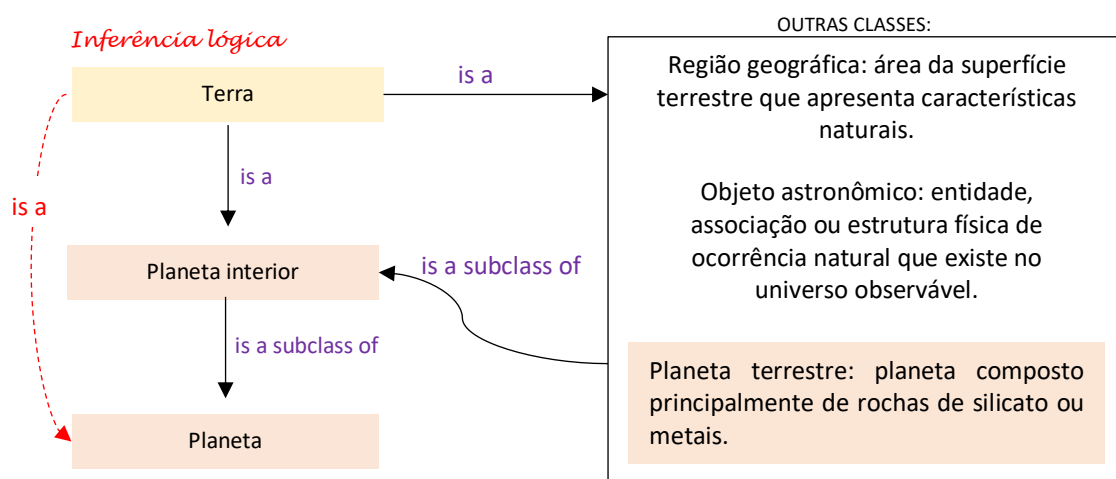 OUTRAS CLASSES:
Inferência lógica
Terra
is a
is a
is a
Planeta interior
is a subclass of
is a subclass of
Planeta
Região geográfica: área da superfície
terrestre que apresenta características
naturais.
Objeto astronômico: entidade,
associação ou estrutura física de
ocorrência natural que existe no
universo observável.
Planeta terrestre: planeta composto
principalmente de rochas de silicato ou
metais.